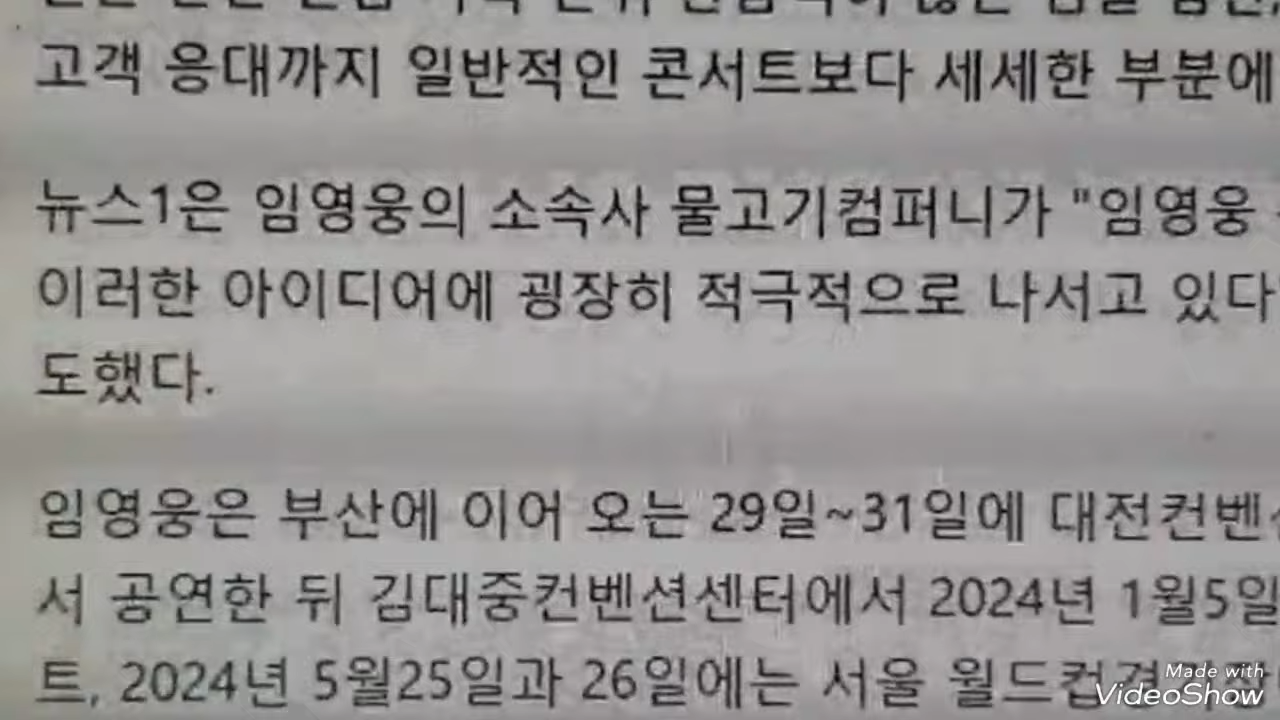 고객 응대까지 일반적인 콘서트보다 세세한 부분에
뉴스1은 임영웅의 소속사 물고기컴퍼니가 "임영웅
이러한 아이디어에 굉장히 적극적으로 나서고 있다
도했다.
임영웅은 부산에 이어 오는 29일~31일에 대전컨벤
서 공연한 뒤 김대중컨벤션센터에서 2024년 1월5일
트, 2024년 5월25일과 26일에는 서울 월드컵경
Made with
VideoShow